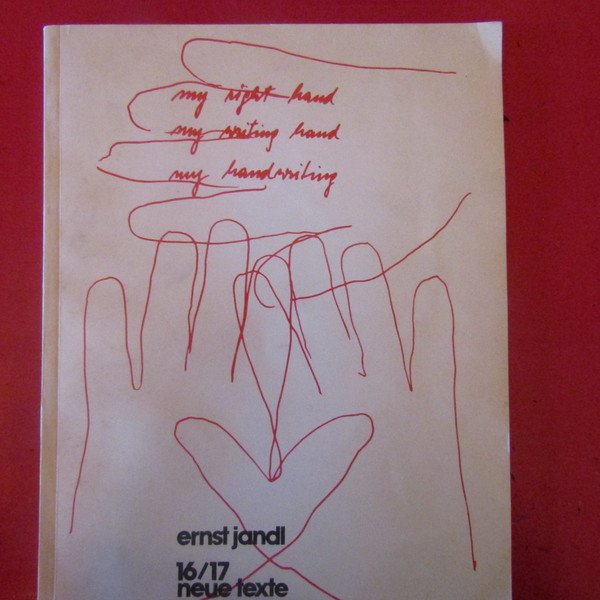 my right hand
my writing hand
my handwriting
ernst jandl
16/17
neue texte